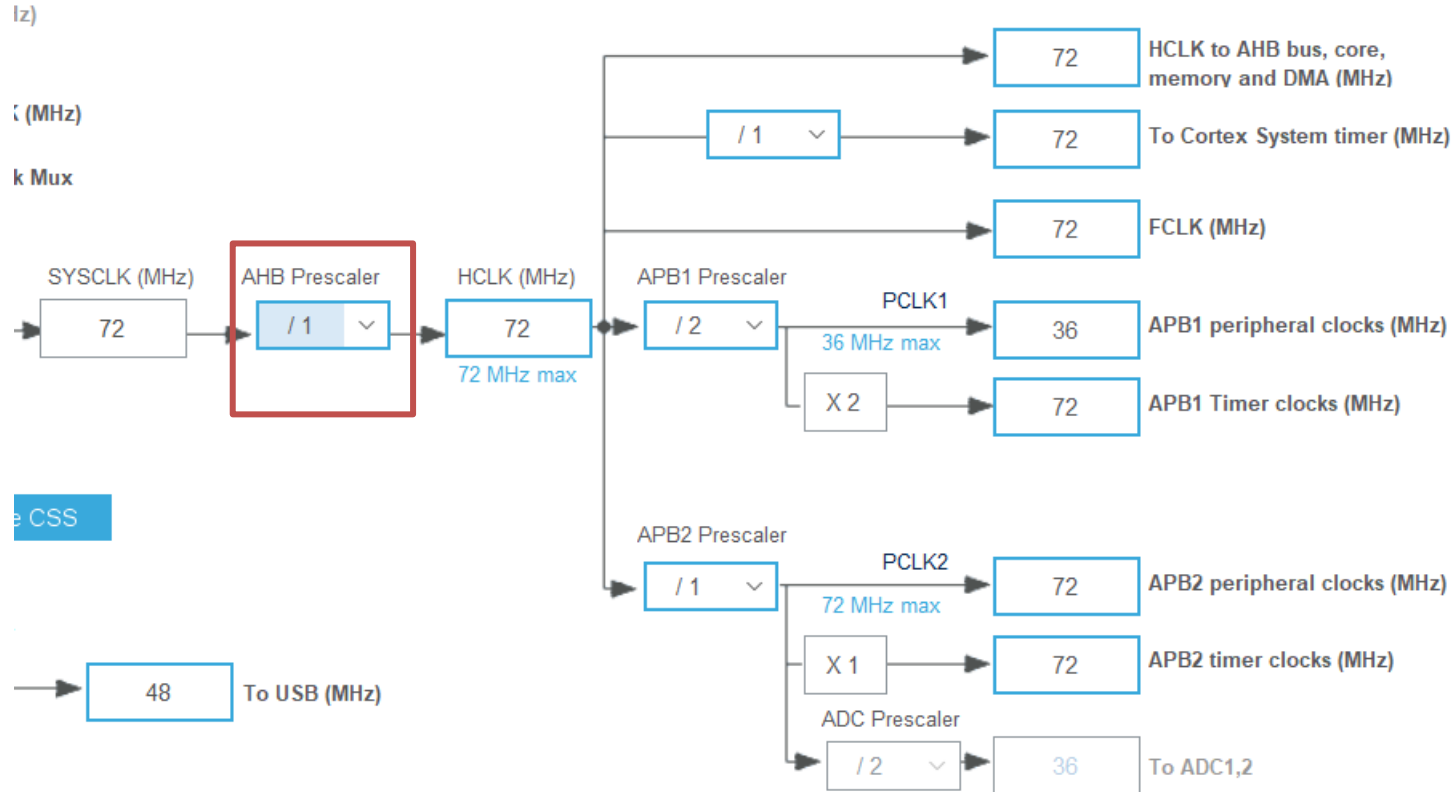 lz)
HCLK to AHB bus, core,
72
memory and DMA (MHz)
(MHz)
/ 1
72
To Cortex System timer (MHz)
k Mux
72
FCLK (MHz)
SYSCLK (MHz)
AHB Prescaler
HCLK (MHz)
APB1 Prescaler
PCLK1
72
/ 1
72
/ 2
36
APB1 peripheral clocks (MHz)
36 MHz max
72 MHz max
X 2
72
APB1 Timer clocks (MHz)
e CSS
APB2 Prescaler
PCLK2
/ 1
72
APB2 peripheral clocks (MHz)
72 MHz max
X 1
72
APB2 timer clocks (MHz)
48
To USB (MHz)
ADC Prescaler
/ 2
36
To ADC1,2